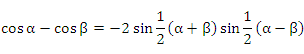 cos α − cos β = −2 sin 1/2 (α + β) sin 1/2 (α − β)